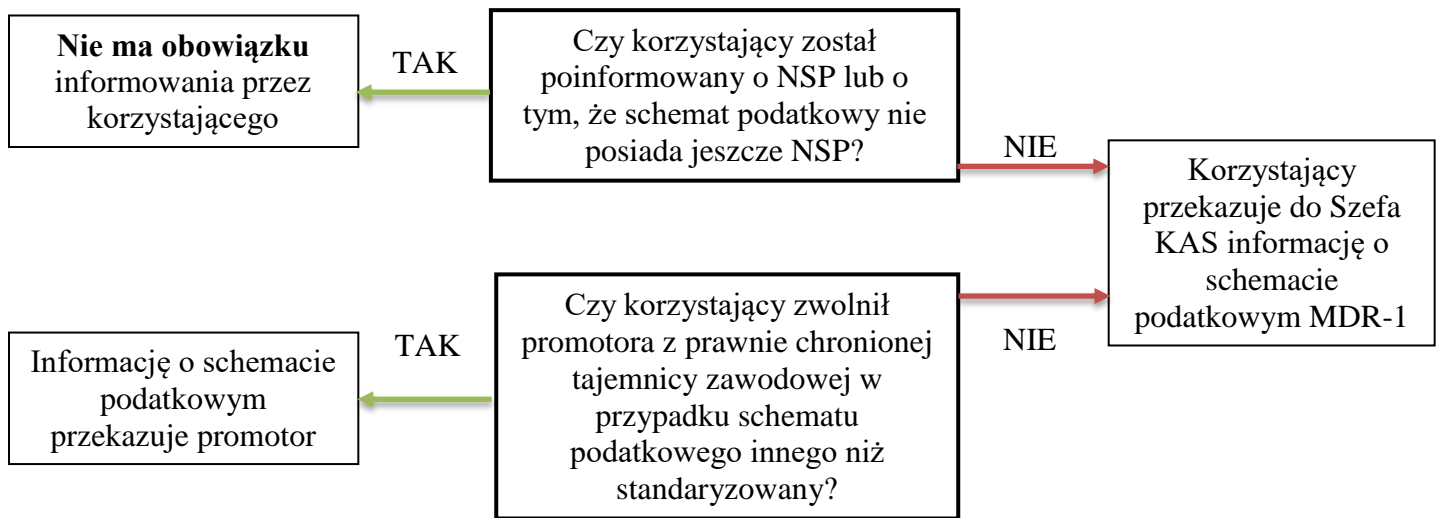 Nie ma obowiązku
informowania przez
korzystającego
TAK
Czy korzystający został
poinformowany o NSP lub o
tym, że schemat podatkowy nie
posiada jeszcze NSP?
NIE
Korzystający
przekazuje do Szefa
KAS informację o
schemacie
podatkowym MDR-1
Informację o schemacie
podatkowym
przekazuje promotor
TAK
Czy korzystający zwolnił
promotora z prawnie chronionej
tajemnicy zawodowej w
przypadku schematu
podatkowego innego niż
standaryzowany?
NIE